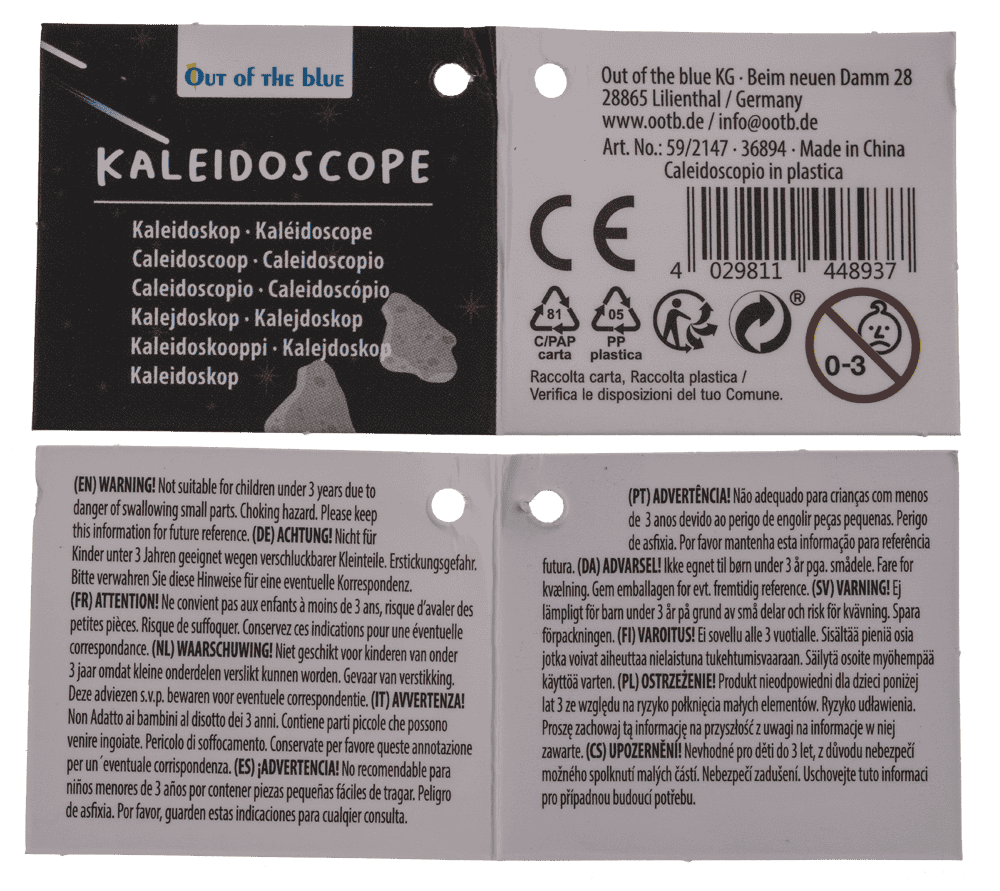 OUT OF THE BLUE
KALEIDOSCOPE
Kaleidoskop · Kaléidoscope
Caleidoscoop · Caleidoscopio
Caleidoscopio · Caleidoscópio
Kalejdoskop · Kalejdoskop
Kaleidoskooppi · Kalejdoskop
Kaleidoskop
Out of the blue KG · Beim neuen Damm 28
28865 Lilienthal / Germany
www.ootb.de / info@ootb.de
Art. No.: 59/2147 · 36894 · Made in China
Caleidoscopio in plastica
CE
4 029811 448937
81
C/PAP
carta
05
PP
plastica
®
0-3
Raccolta carta, Raccolta plastica /
Verifica le disposizioni del tuo Comune.
(EN) WARNING! Not suitable for children under 3 years due to
danger of swallowing small parts. Choking hazard. Please keep
this information for future reference. (DE) ACHTUNG! Nicht für
Kinder unter 3 Jahren geeignet wegen verschluckbarer Kleinteile. Erstickungsgefahr.
Bitte verwahren Sie diese Hinweise für eine eventuelle Korrespondenz.
(FR) ATTENTION! Ne convient pas aux enfants à moins de 3 ans, risque d'avaler des
petites pièces. Risque de suffoquer. Conservez ces indications pour une éventuelle
correspondance. (NL) WAARSCHUWING! Niet geschikt voor kinderen van onder
3 jaar omdat kleine onderdelen verslikt kunnen worden. Gevaar van verstikking.
Deze adviezen s.v.p. bewaren voor eventuele correspondentie. (IT) AVVERTENZA!
Non Adatto ai bambini al disotto dei 3 anni. Contiene parti piccole che possono
venire ingoiate. Pericolo di soffocamento. Conservate per favore queste annotazione
per un´eventuale corrispondenza. (ES) ¡ADVERTENCIA! No recomendable para
niños menores de 3 años por contener piezas pequeñas fáciles de tragar. Peligro
de asfixia. Por favor, guarden estas indicaciones para cualqier consulta.
(PT) ADVERTÊNCIA! Não adequado para crianças com menos
de 3 anos devido ao perigo de engolir peças pequenas. Perigo
de asfixia. Por favor mantenha esta informação para referência
futura. (DA) ADVARSEL! Ikke egnet til børn under 3 år pga. smådele. Fare for
kvælning. Gem emballagen for evt. fremtidig reference. (SV) VARNING! Ej
lämpligt för barn under 3 år på grund av små delar och risk för kvävning. Spara
förpackningen. (FI) VAROITUS! Ei sovellu alle 3 vuotialle. Sisältää pieniä osia
jotka voivat aiheuttaa nielaistuna tukehtumisvaaraan. Säilytä osoite myöhempää
käyttöä varten. (PL) OSTRZEŻENIE! Produkt nieodpowiedni dla dzieci poniżej
lat 3 ze względu na ryzyko połknięcia małych elementów. Ryzyko udławienia.
Proszę zachowaj tą informację na przyszłość z uwagi na informacje w niej
zawarte. (CS) UPOZERNĚNÍ! Nevhodné pro děti do 3 let, z důvodu nebezpečí
možného spolknutí malých částí. Nebezpečí zadušení. Uschovejte tuto informaci
pro případnou budoucí potřebu.